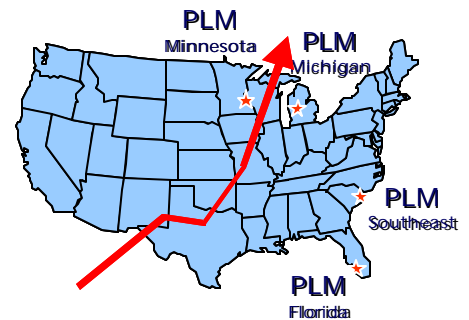 PLM
Minnesota
PLM
Michigan
PLM
Southeast
PLM
Florida